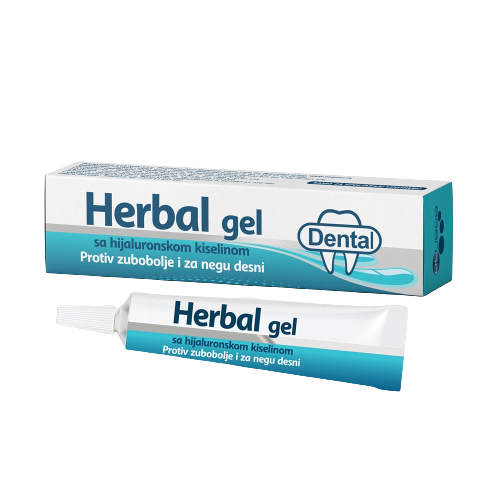 Herbal gel
sa hijaluronskom kiselinom
Protiv zubobolje i za negu desni
Dental
Herbal gel
sa hijaluronskom kiselinom
Protiv zubobolje i za negu desni